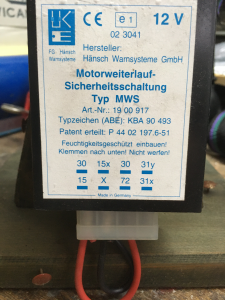 CE e1 12 V
02 3041
FG Hänsch
Warnsysteme
Hersteller:
Hänsch Warnsysteme GmbH
Motorweiterlauf-
Sicherheitsschaltung
Typ MWS
Art.-Nr.: 19 00 917
Typzeichen (ABE): KBA 90 493
Patent erteilt: P 44 02 197.6-51
Feuchtigkeitsgeschützt einbauen!
Klemmen nach unten! Nicht werfen!
30 15x 30 31y
15 X 72 31x
Made in Germany